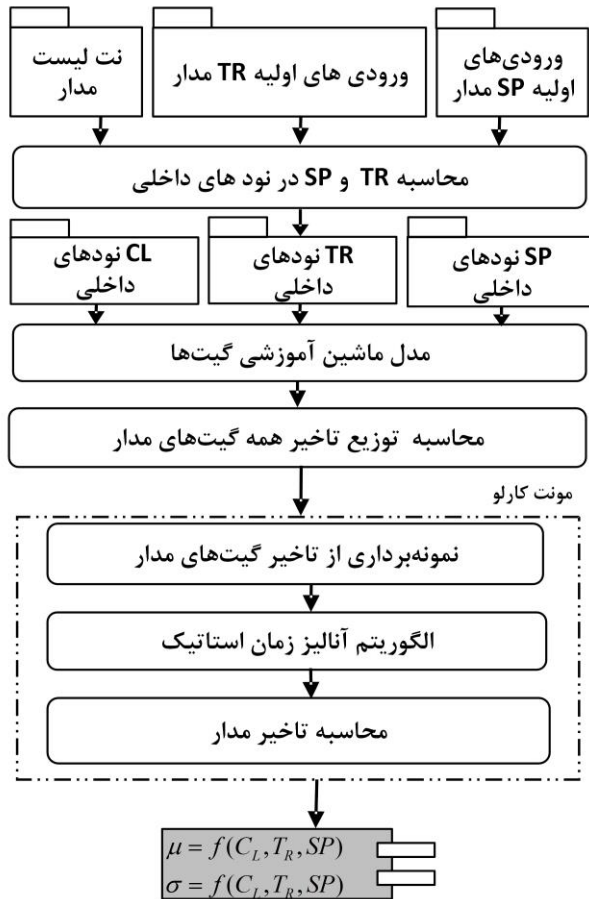 نت لیست
مدار
ورودی های اولیه TR مدار
ورودی‌های
اولیه SP مدار
محاسبه TR و SP در نود های داخلی
CL نودهای
داخلی
TR نودهای
داخلی
SP نودهای
داخلی
مدل ماشین آموزشی گیت‌ها
محاسبه توزیع تاخیر همه گیت‌های مدار
مونت کارلو
نمونه‌برداری از تاخیر گیت‌های مدار
الگوریتم آنالیز زمان استاتیک
محاسبه تاخیر مدار
μ = f(C_L, T_R, SP)
σ = f(C_L, T_R, SP)